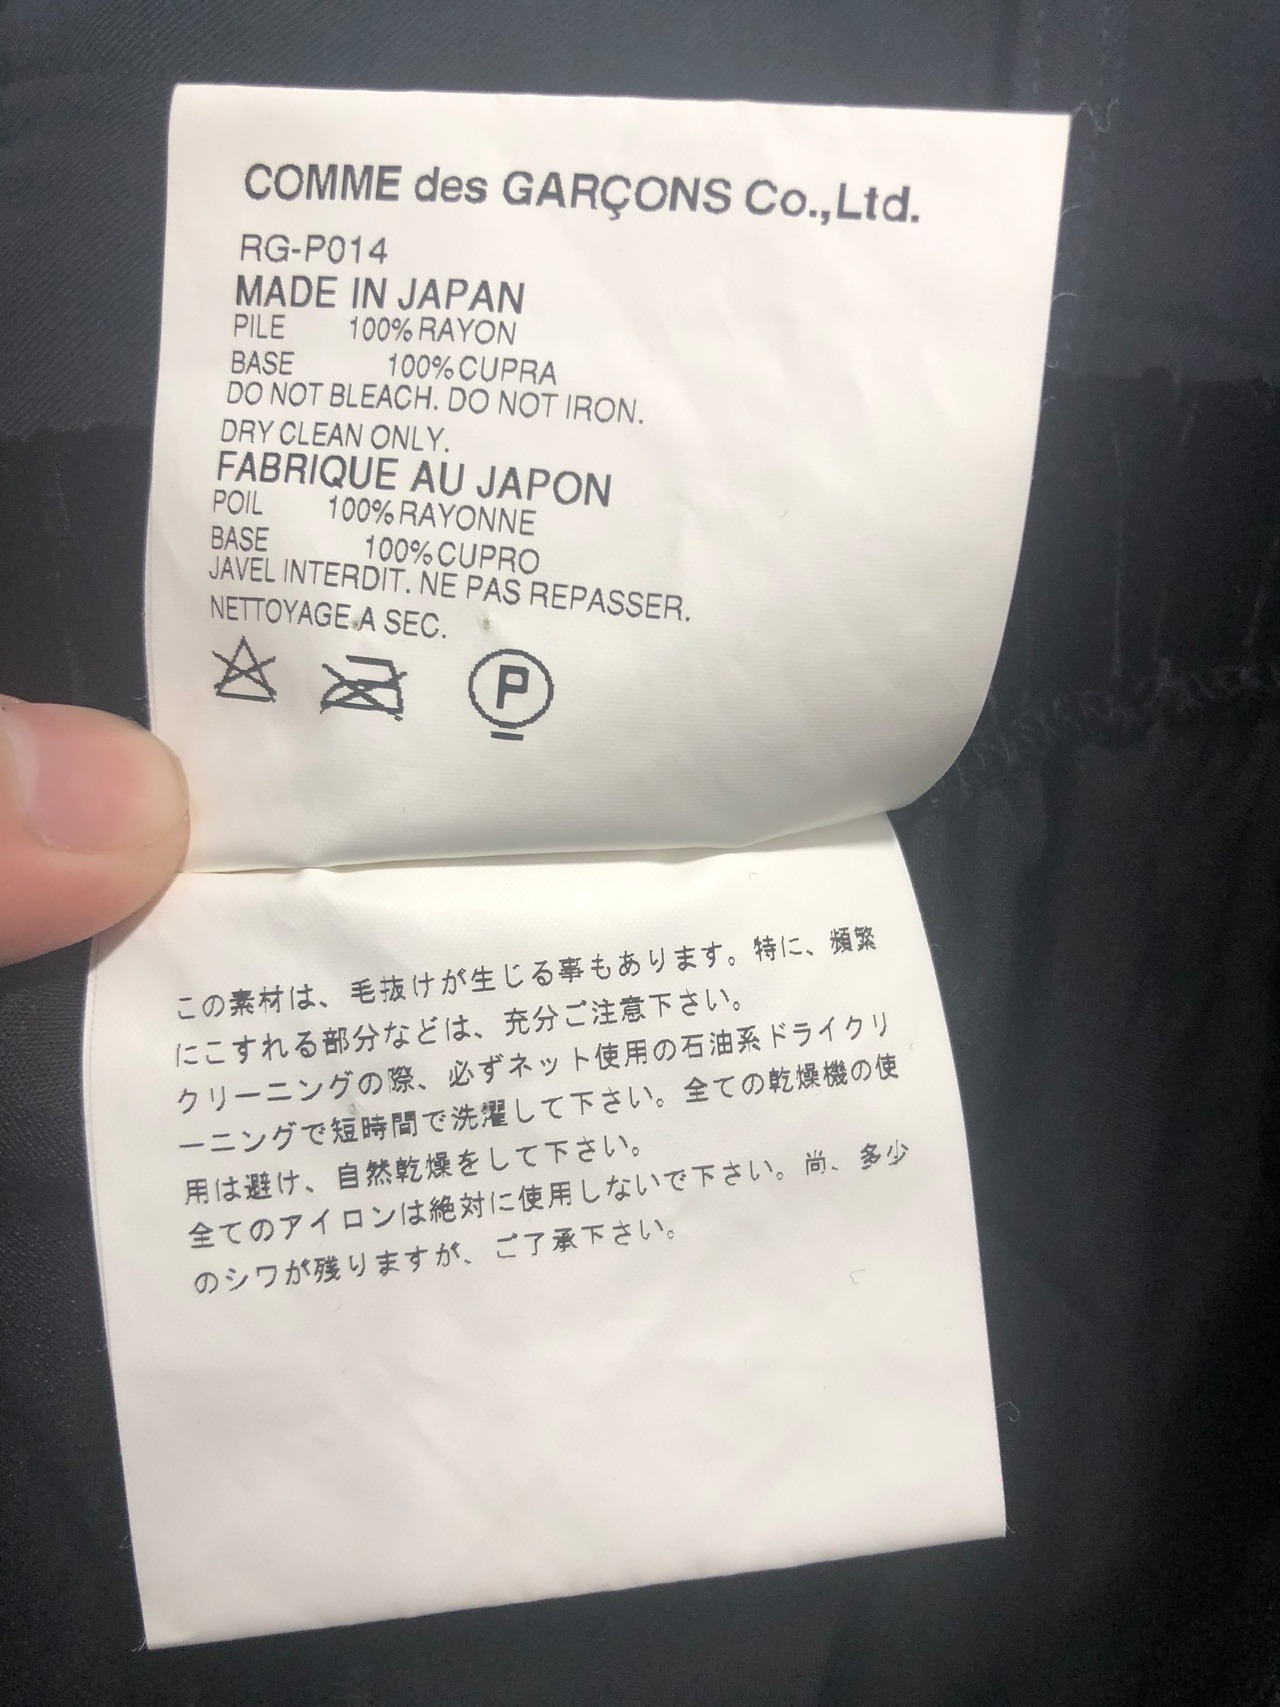 COMME des GARÇONS Co.,Ltd.
RG-P014
MADE IN JAPAN
PILE 100% RAYON
BASE 100% CUPRA
DO NOT BLEACH. DO NOT IRON.
DRY CLEAN ONLY.
FABRIQUE AU JAPON
POIL 100% RAYONNE
BASE 100% CUPRO
JAVEL INTERDIT. NE PAS REPASSER.
NETTOYAGE A SEC.
P
この素材は、毛抜けが生じる事もあります。特に、頻繁
にこすれる部分などは、充分ご注意下さい。
クリーニングの際、必ずネット使用の石油系ドライクリ
ーニングで短時間で洗濯して下さい。全ての乾燥機の使
用は避け、自然乾燥をして下さい。
全てのアイロンは絶対に使用しないで下さい。尚、多少
のシワが残りますが、ご了承下さい。